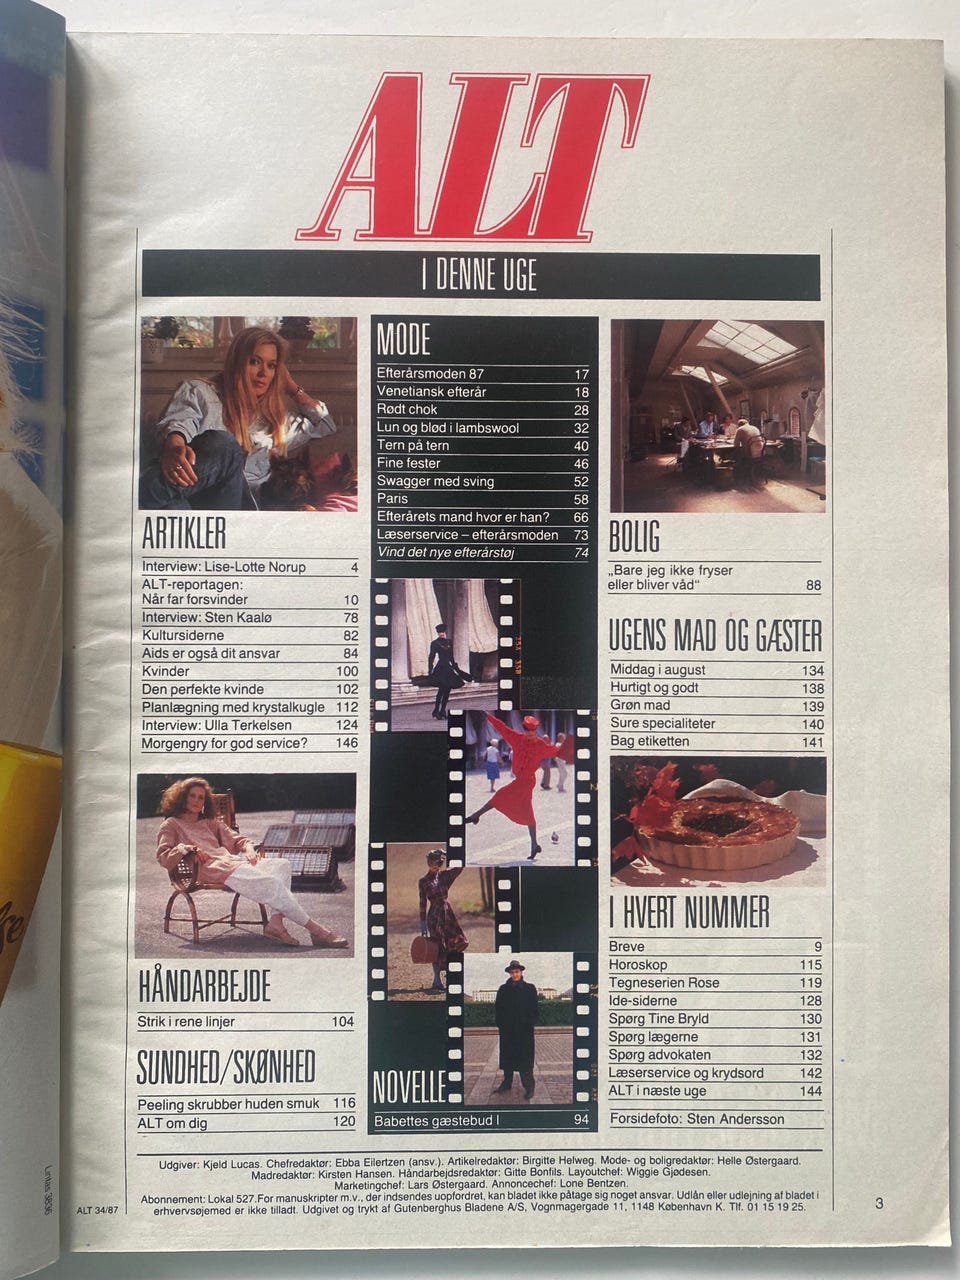 ALT
I DENNE UGE
ARTIKLER
Interview: Lise-Lotte Norup 4
ALT-reportagen:
Når far forsvinder 10
Interview: Sten Kaalø 78
Kultursiderne 82
Aids er også dit ansvar 84
Kvinder 100
Den perfekte kvinde 102
Planlægning med krystalkugle 112
Interview: Ulla Terkelsen 124
Morgengry for god service? 146
HÅNDARBEJDE
Strik i rene linjer 104
SUNDHED/SKØNHED
Peeling skrubber huden smuk 116
ALT om dig 120
MODE
Efterårsmoden 87 17
Venetiansk efterår 18
Rødt chok 28
Lun og blød i lambswool 32
Tern på tern 40
Fine fester 46
Swagger med sving 52
Paris 58
Efterårets mand hvor er han? 66
Læserservice – efterårsmoden 73
Vind det nye efterårstøj 74
NOVELLE
Babettes gæstebud I 94
BOLIG
„Bare jeg ikke fryser
eller bliver våd“ 88
UGENS MAD OG GÆSTER
Middag i august 134
Hurtigt og godt 138
Grøn mad 139
Sure specialiteter 140
Bag etiketten 141
I HVERT NUMMER
Breve 9
Horoskop 115
Tegneserien Rose 119
Ide-siderne 128
Spørg Tine Bryld 130
Spørg lægerne 131
Spørg advokaten 132
Læserservice og krydsord 142
ALT i næste uge 144
Forsidefoto: Sten Andersson
Udgiver: Kjeld Lucas. Chefredaktør: Ebba Eilertzen (ansv.). Artikelredaktør: Birgitte Helweg. Mode- og boligredaktør: Helle Østergaard.
Madredaktør: Kirsten Hansen. Håndarbejdsredaktør: Gitte Bonfils. Layoutchef: Wiggie Gjødesen.
Marketingchef: Lars Østergaard. Annoncechef: Lone Bentzen.
Abonnement: Lokal 527. For manuskripter m.v., der indsendes uopfordret, kan bladet ikke påtage sig noget ansvar. Udlån eller udlejning af bladet i
erhvervsøjemed er ikke tilladt. Udgivet og trykt af Gutenberghus Bladene A/S, Vognmagergade 11, 1148 København K. Tlf. 01 15 19 25.
ALT 34/87
3